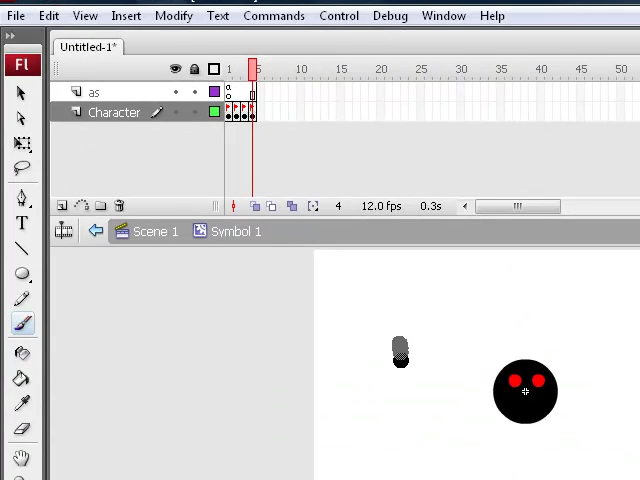 File Edit View Insert Modify Text Commands Control Debug Window Help
Untitled-1*
Fl
1 5 10 15 20 25 30 35 40 45 50
as
a
Character
4 12.0 fps 0.3s
Scene 1 Symbol 1
T